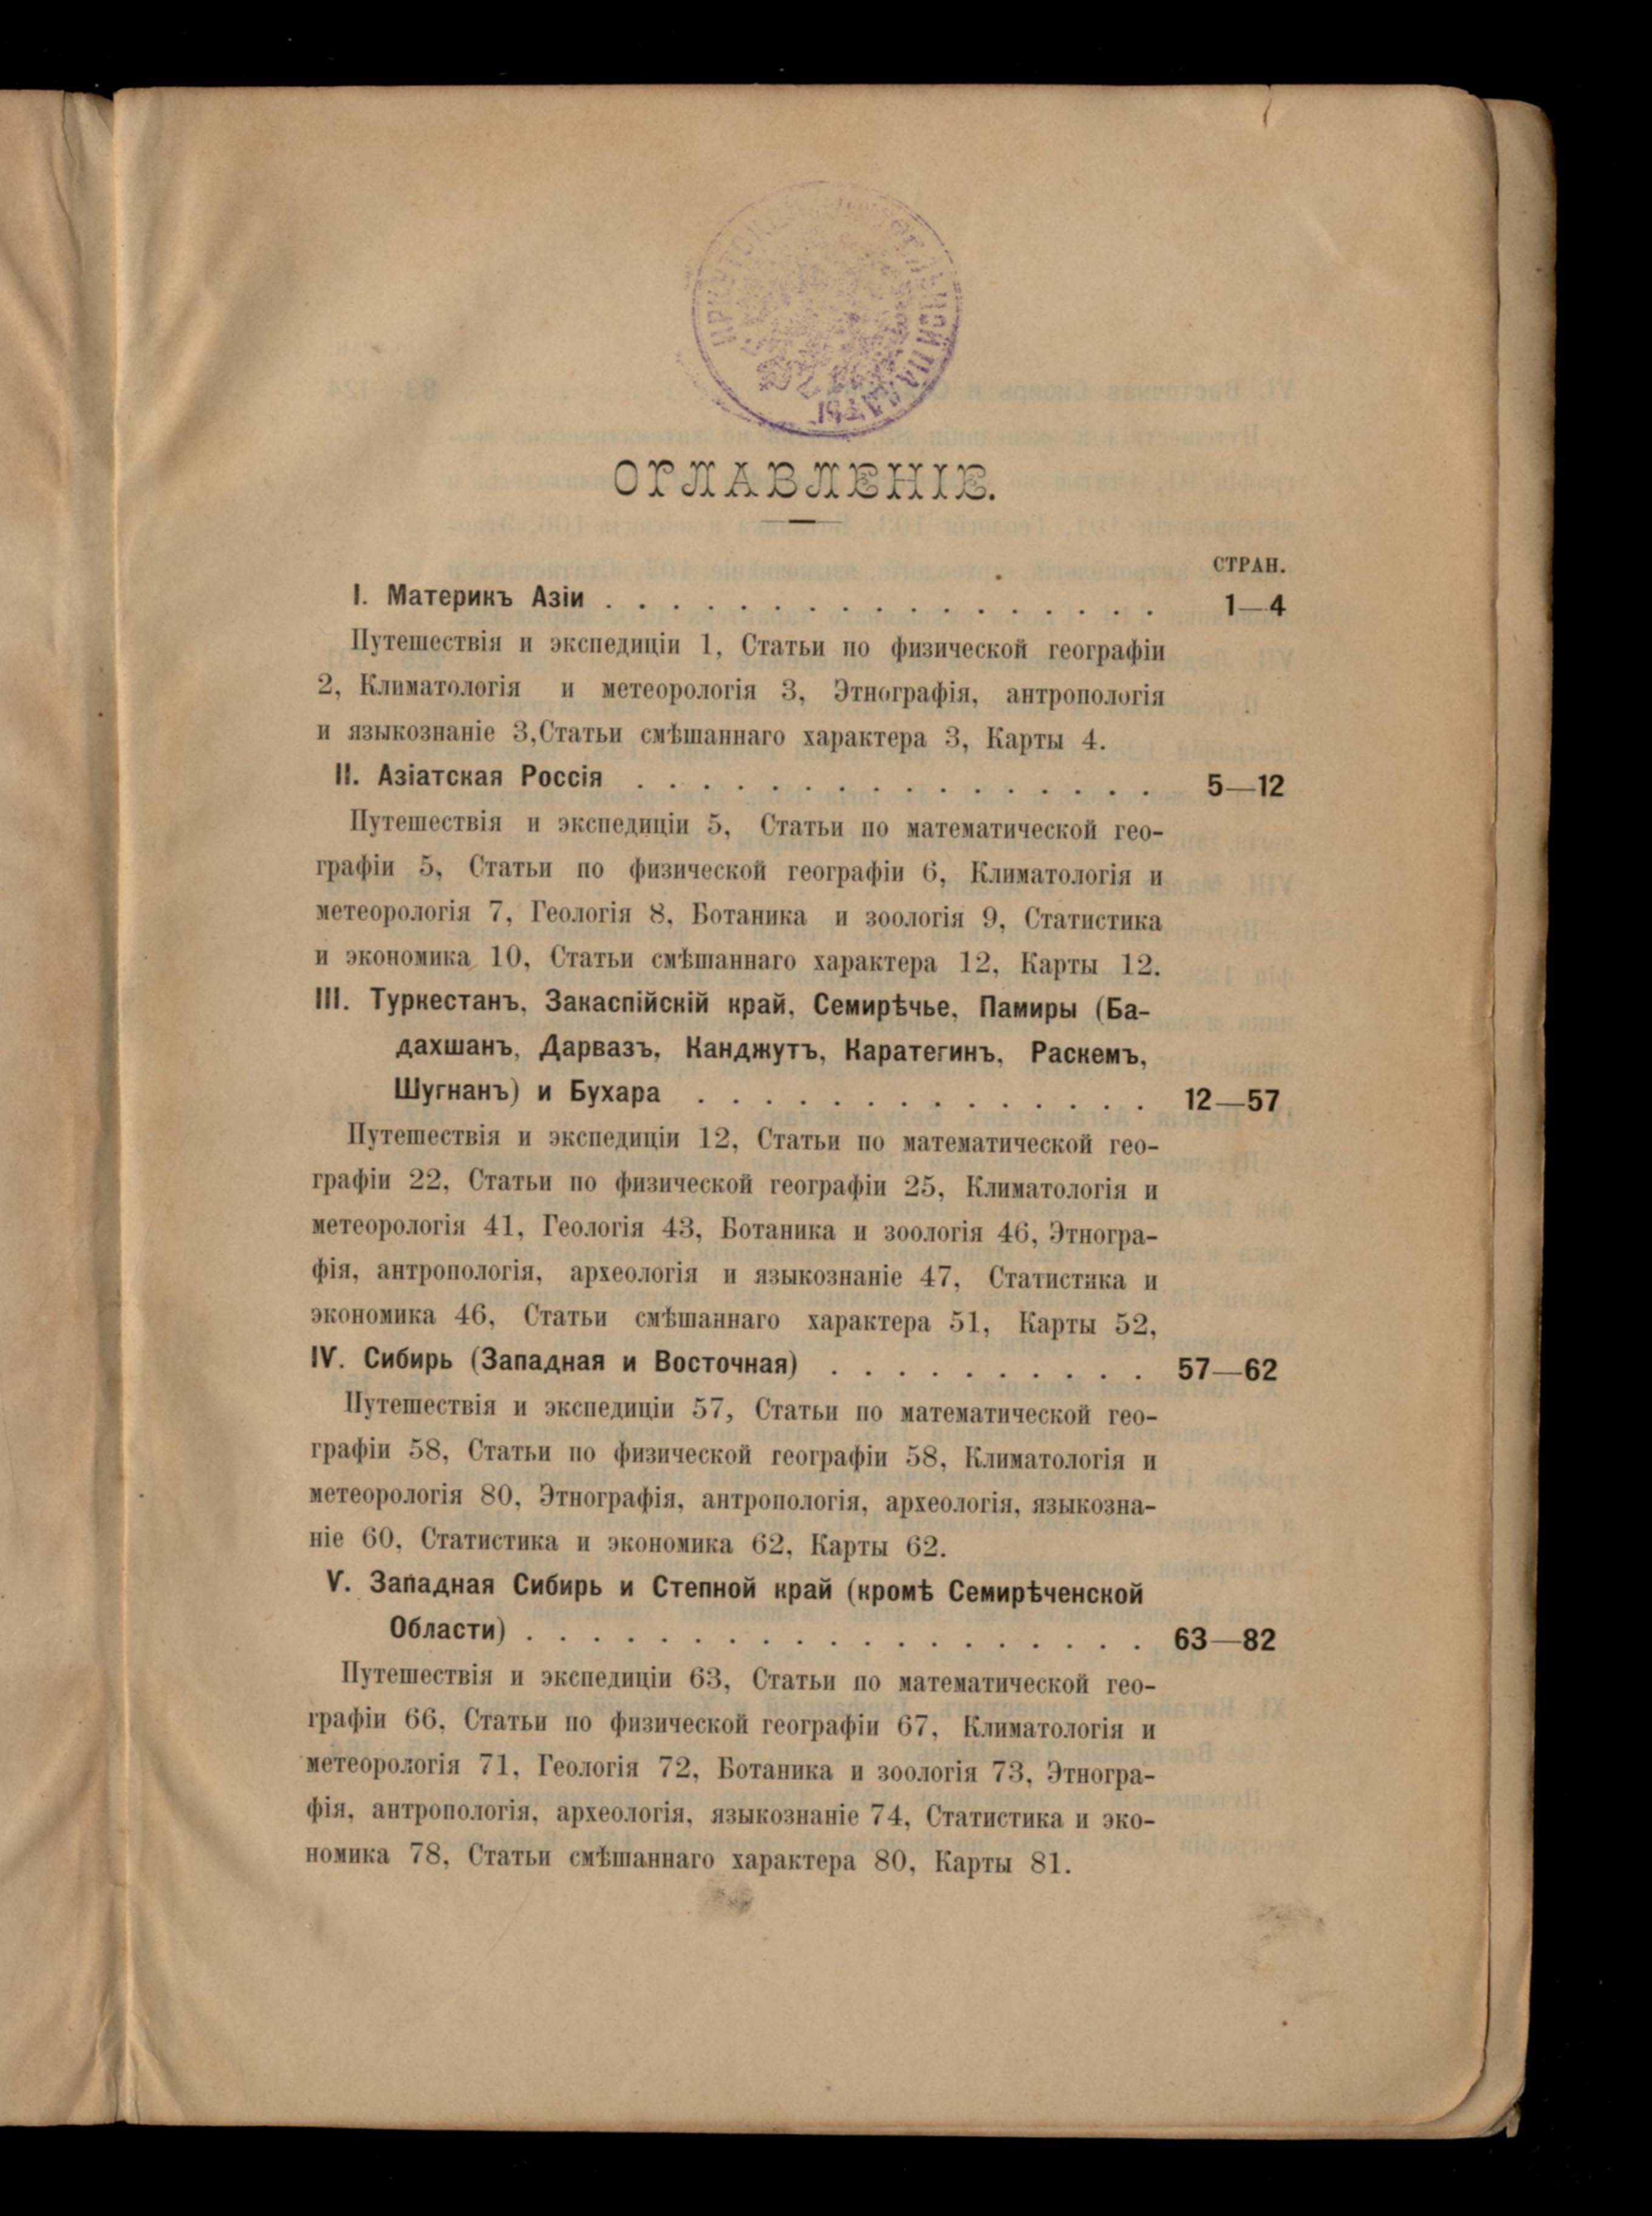 ОГЛАВЛЕНІЕ.
СТРАН.
I. Материкъ Азіи . . . . . . . . . . . . . . . . . 1—4
Путешествія и экспедиціи 1, Статьи по физической географіи
2, Климатологія и метеорологія 3, Этнографія, антропологія
и языкознаніе 3,Статьи смѣшаннаго характера 3, Карты 4.
II. Азіатская Россія . . . . . . . . . . . . . . . . 5—12
Путешествія и экспедиціи 5, Статьи по математической гео-
графіи 5, Статьи по физической географіи 6, Климатологія и
метеорологія 7, Геологія 8, Ботаника и зоологія 9, Статистика
и экономика 10, Статьи смѣшаннаго характера 12, Карты 12.
III. Туркестанъ, Закаспійскій край, Семирѣчье, Памиры (Ба-
дахшанъ, Дарвазъ, Канджутъ, Каратегинъ, Раскемъ,
Шугнанъ) и Бухара . . . . . . . . . . . . . . 12—57
Путешествія и экспедиціи 12, Статьи по математической гео-
графіи 22, Статьи по физической географіи 25, Климатологія и
метеорологія 41, Геологія 43, Ботаника и зоологія 46, Этногра-
фія, антропологія, археологія и языкознаніе 47, Статистика и
экономика 46, Статьи смѣшаннаго характера 51, Карты 52,
IV. Сибирь (Западная и Восточная) . . . . . . . . . . 57—62
Путешествія и экспедиціи 57, Статьи по математической гео-
графіи 58, Статьи по физической географіи 58, Климатологія и
метеорологія 80, Этнографія, антропологія, археологія, языкозна-
ніе 60, Статистика и экономика 62, Карты 62.
V. Западная Сибирь и Степной край (кромѣ Семирѣченской
Области) . . . . . . . . . . . . . . . . . . . 63—82
Путешествія и экспедиціи 63, Статьи по математической гео-
графіи 66, Статьи по физической географіи 67, Климатологія и
метеорологія 71, Геологія 72, Ботаника и зоологія 73, Этногра-
фія, антропологія, археологія, языкознаніе 74, Статистика и эко-
номика 78, Статьи смѣшаннаго характера 80, Карты 81.